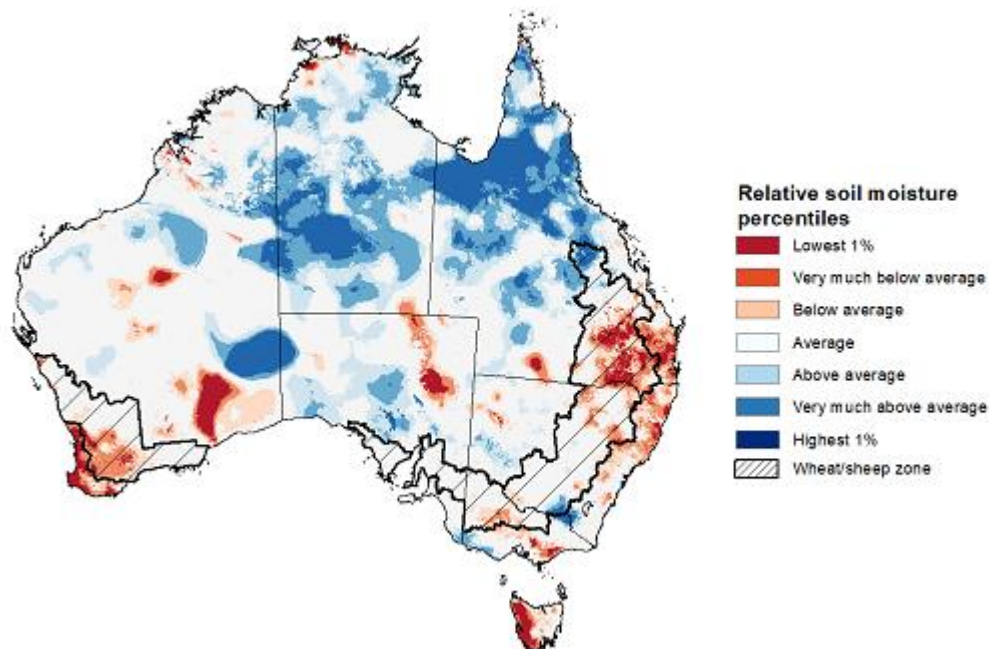 Relative soil moisture
percentiles
Lowest 1%
Very much below average
Below average
Average
Above average
Very much above average
Highest 1%
Wheat/sheep zone